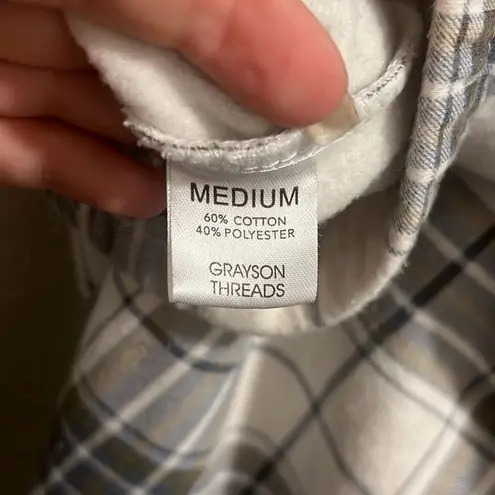 MEDIUM
60% COTTON
40% POLYESTER
GRAYSON
THREADS